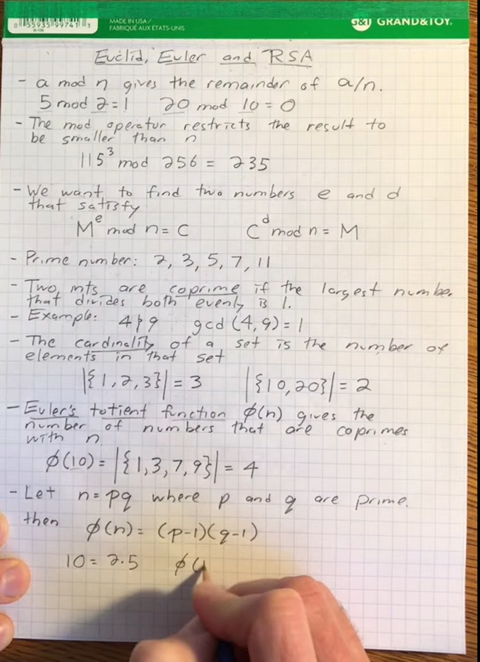 MADE IN USA /
FABRIQUÉ AUX ÉTATS-UNIS
G&T GRAND&TOY.
Euclid, Euler and RSA
- a mod n gives the remainder of a/n.
5 mod 2 = 1 20 mod 10 = 0
- The mod operator restricts the result to
be smaller than n
115³ mod 256 = 235
- We want to find two numbers e and d
that satisfy
Mᵉ mod n = C Cᵈ mod n = M
- Prime number: 2, 3, 5, 7, 11
- Two ints are coprime if the largest number
that divides both evenly is 1.
- Example: 4 & 9 gcd (4, 9) = 1
- The cardinality of a set is the number of
elements in that set
|{1, 2, 3}| = 3 |{10, 20}| = 2
- Euler's totient function ϕ(n) gives the
number of numbers that are coprimes
with n
ϕ(10) = |{1, 3, 7, 9}| = 4
- Let n = pq where p and q are prime.
then ϕ(n) = (p-1)(q-1)
10 = 2.5 ϕ(